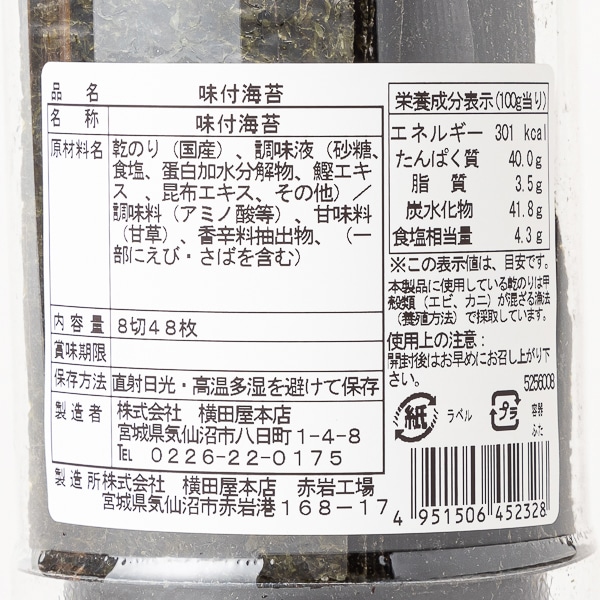 品名 味付海苔
名称 味付海苔
原材料名 乾のり（国産）、調味液（砂糖、
食塩、蛋白加水分解物、鰹エキ
ス、昆布エキス、その他）／
調味料（アミノ酸等）、甘味料
（甘草）、香辛料抽出物、（一
部にえび・さばを含む）
内容量 8切48枚
賞味期限
保存方法 直射日光・高温多湿を避けて保存
製造者 株式会社 横田屋本店
宮城県気仙沼市八日町1-4-8
TEL 0226-22-0175
製造所 株式会社 横田屋本店 赤岩工場
宮城県気仙沼市赤岩港168-17
栄養成分表示(100g当り)
エネルギー 301 kcal
たんぱく質 40.0g
脂質 3.5g
炭水化物 41.8g
食塩相当量 4.3g
※この表示値は、目安です。
本製品に使用している乾のりは甲
殻類（エビ、カニ）が混ざる漁法
（養殖方法）で採取しています。
使用上の注意:
開封後はお早めにお召し上がり下
さい。
5256008
紙 ラベル プラ 容器 ふた
4 951506 452328